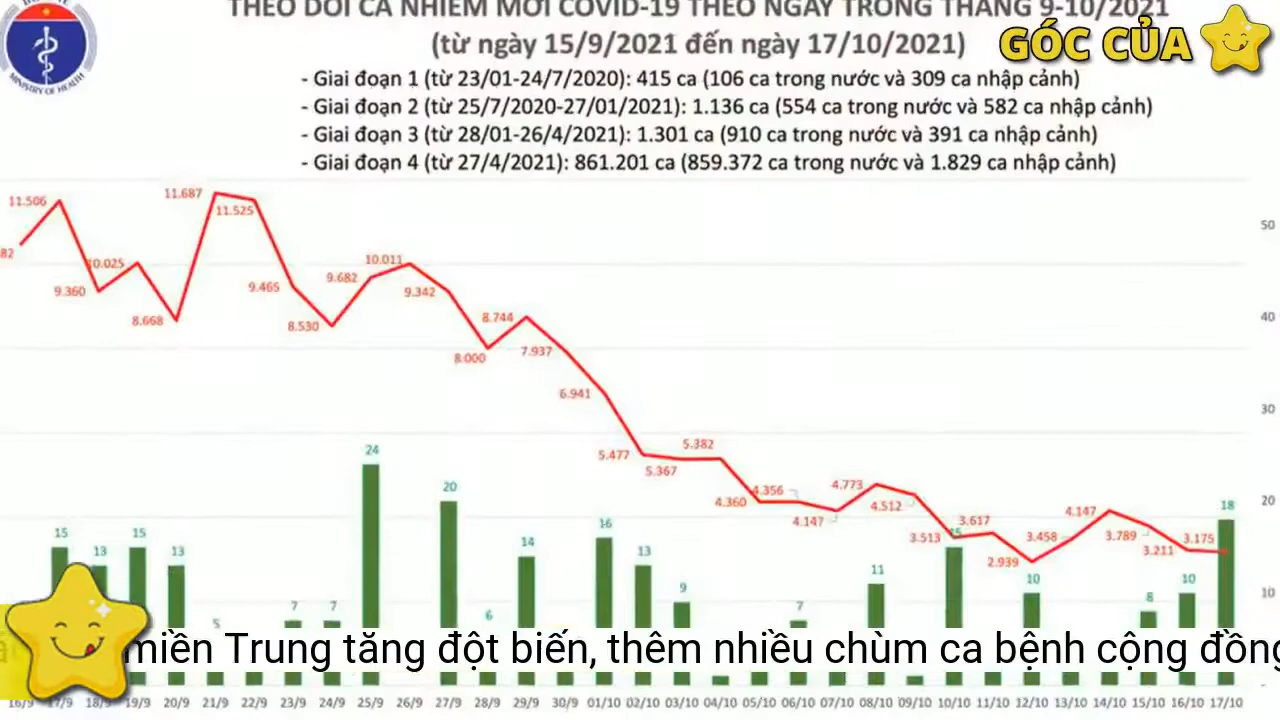 THEO DÕI CA NHIỄM MỚI COVID-19 THEO NGÀY TRONG THÁNG 9-10/2021
(từ ngày 15/9/2021 đến ngày 17/10/2021)
GÓC CỦA
MINISTRY OF HEALTH
- Giai đoạn 1 (từ 23/01-24/7/2020): 415 ca (106 ca trong nước và 309 ca nhập cảnh)
- Giai đoạn 2 (từ 25/7/2020-27/01/2021): 1.136 ca (554 ca trong nước và 582 ca nhập cảnh)
- Giai đoạn 3 (từ 28/01-26/4/2021): 1.301 ca (910 ca trong nước và 391 ca nhập cảnh)
- Giai đoạn 4 (từ 27/4/2021): 861.201 ca (859.372 ca trong nước và 1.829 ca nhập cảnh)
82 11.506 9.360 10.025 8.668 11.687 11.525 9.465 8.530 9.682 10.011 9.342 8.000 8.744 7.937 6.941 5.477 5.367 5.382 4.360 4.356 4.147 4.773 4.512 3.513 3.617 2.939 3.458 4.147 3.789 3.211 3.175
50
40
30
20
10
-
15 13 15 13 5 7 7 24 20 6 14 16 13 9 7 11 15 10 8 10 18
miền Trung tăng đột biến, thêm nhiều chùm ca bệnh cộng đồng
16/9 17/9 18/9 19/9 20/9 21/9 22/9 23/9 24/9 25/9 26/9 27/9 28/9 29/9 30/9 01/10 02/10 03/10 04/10 05/10 06/10 07/10 08/10 09/10 10/10 11/10 12/10 13/10 14/10 15/10 16/10 17/10